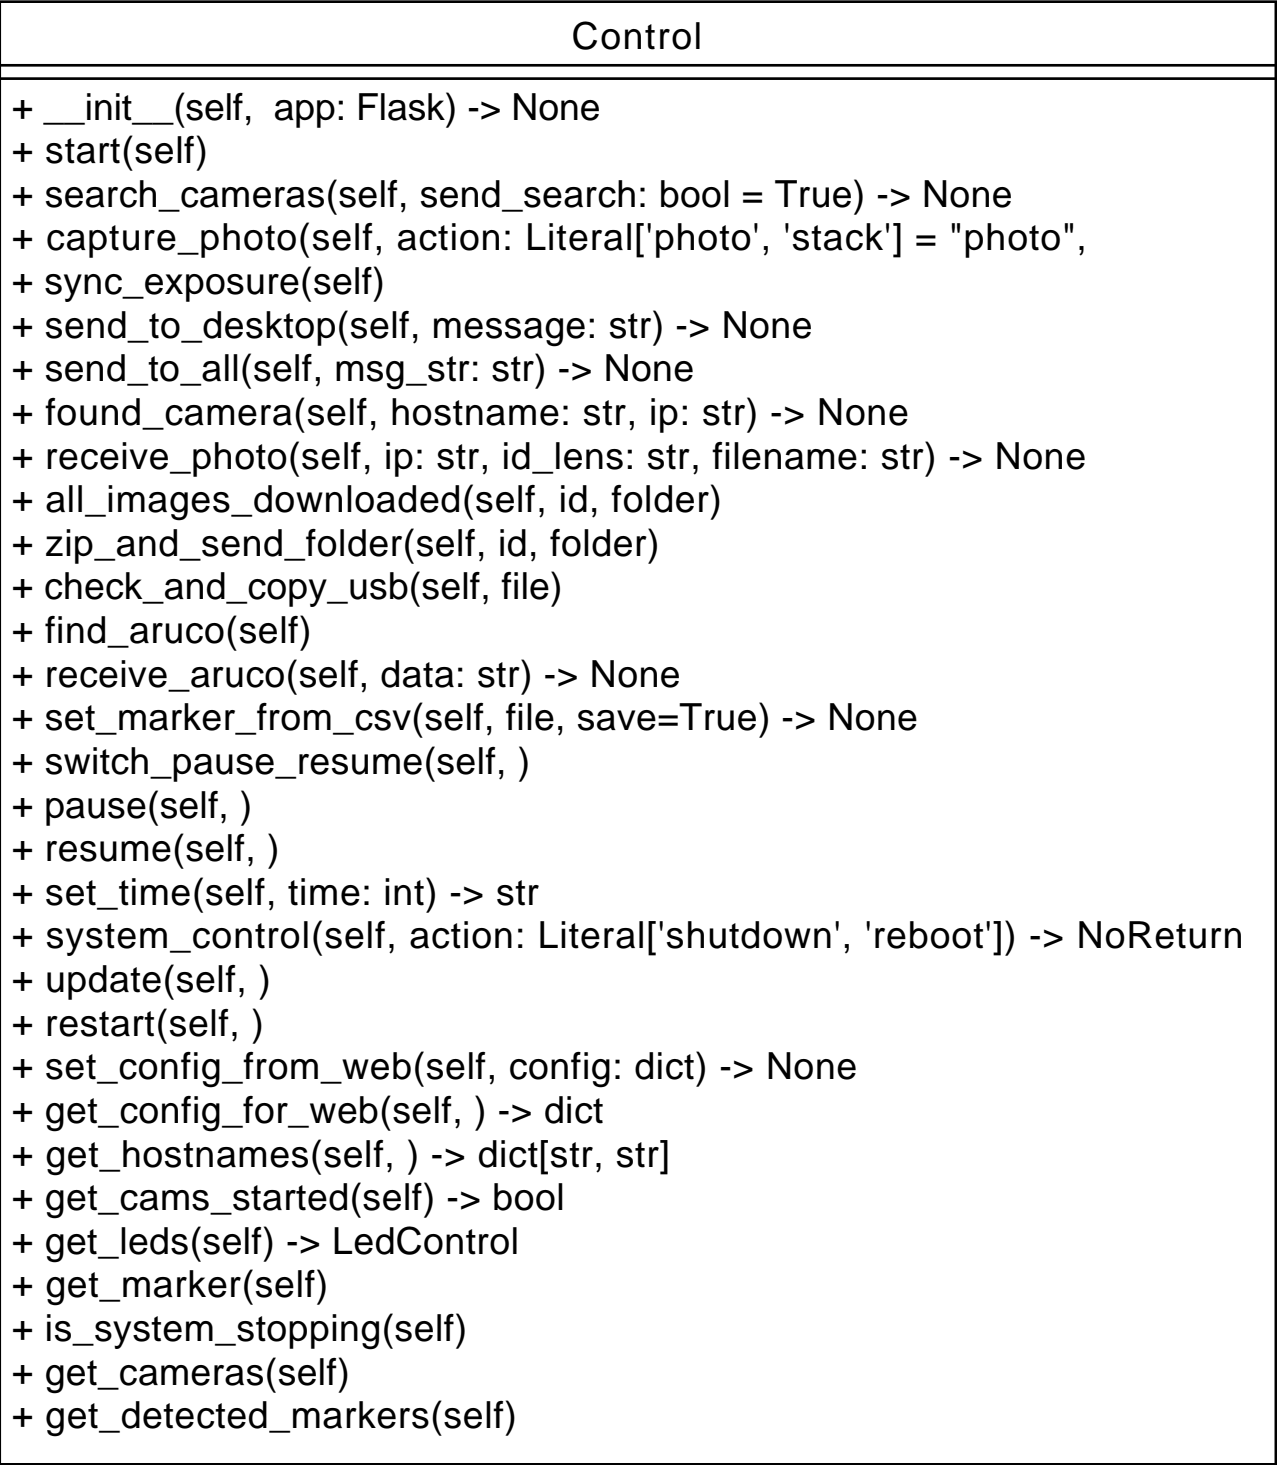 Control
+ __init__(self,  app: Flask) -> None
+ start(self)
+ search_cameras(self, send_search: bool = True) -> None
+ capture_photo(self, action: Literal['photo', 'stack'] = "photo",
+ sync_exposure(self)
+ send_to_desktop(self, message: str) -> None
+ send_to_all(self, msg_str: str) -> None
+ found_camera(self, hostname: str, ip: str) -> None
+ receive_photo(self, ip: str, id_lens: str, filename: str) -> None
+ all_images_downloaded(self, id, folder)
+ zip_and_send_folder(self, id, folder)
+ check_and_copy_usb(self, file)
+ find_aruco(self)
+ receive_aruco(self, data: str) -> None
+ set_marker_from_csv(self, file, save=True) -> None
+ switch_pause_resume(self, )
+ pause(self, )
+ resume(self, )
+ set_time(self, time: int) -> str
+ system_control(self, action: Literal['shutdown', 'reboot']) -> NoReturn
+ update(self, )
+ restart(self, )
+ set_config_from_web(self, config: dict) -> None
+ get_config_for_web(self, ) -> dict
+ get_hostnames(self, ) -> dict[str, str]
+ get_cams_started(self) -> bool
+ get_leds(self) -> LedControl
+ get_marker(self)
+ is_system_stopping(self)
+ get_cameras(self)
+ get_detected_markers(self)